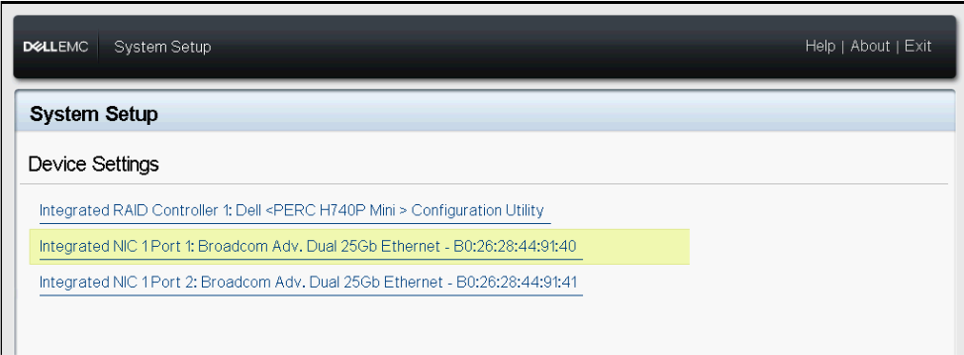 DELLEMC System Setup Help | About | Exit
System Setup
Device Settings
Integrated RAID Controller 1: Dell <PERC H740P Mini > Configuration Utility
Integrated NIC 1 Port 1: Broadcom Adv. Dual 25Gb Ethernet - B0:26:28:44:91:40
Integrated NIC 1 Port 2: Broadcom Adv. Dual 25Gb Ethernet - B0:26:28:44:91:41